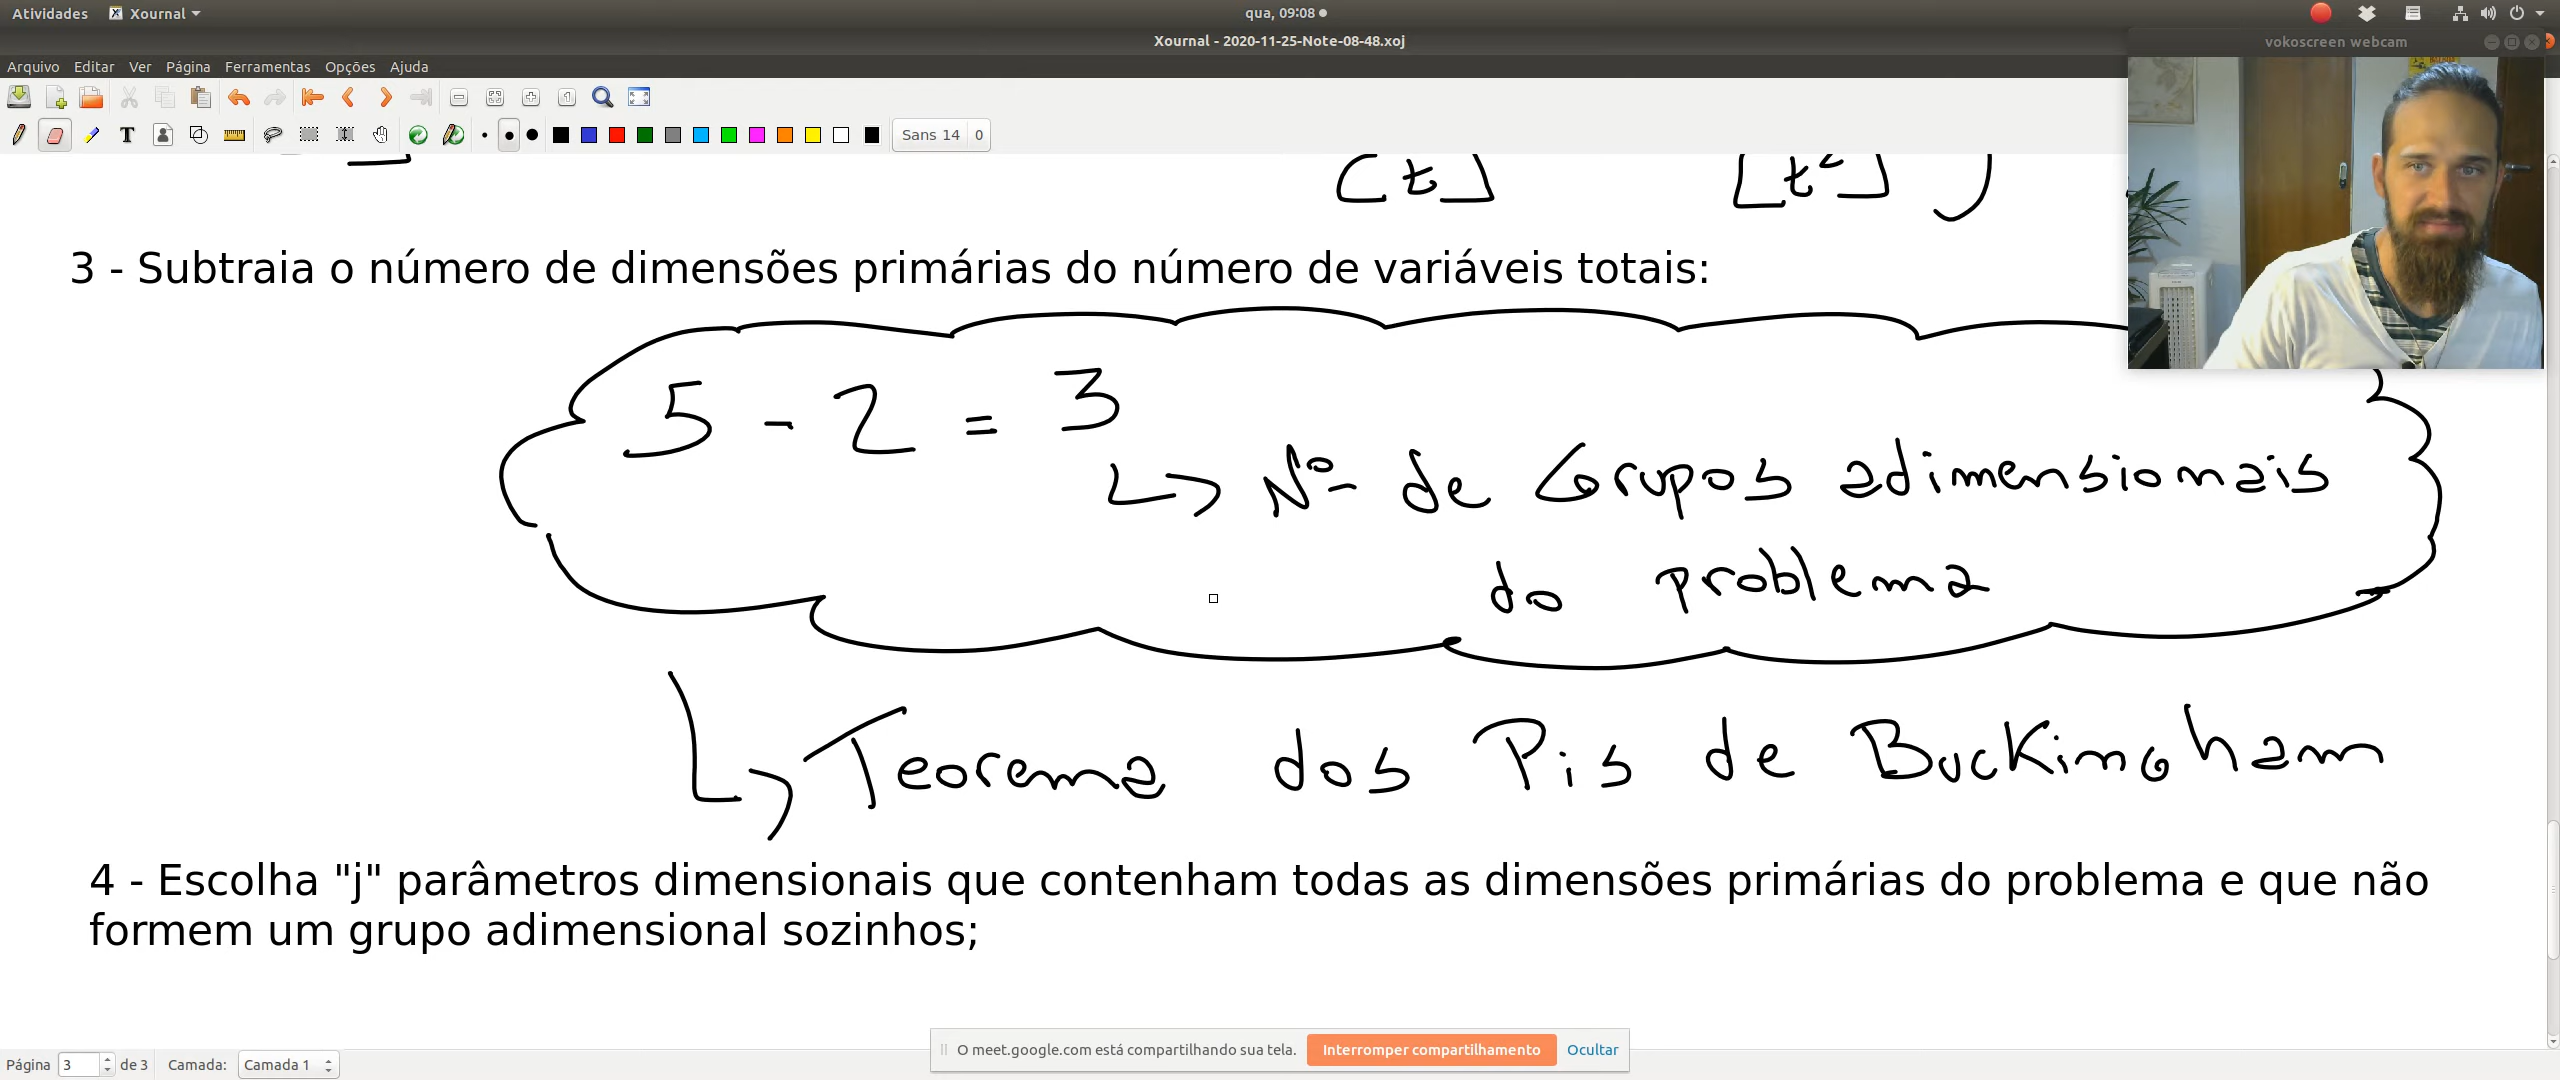 Atividades Xournal qua, 09:08
Xournal - 2020-11-25-Note-08-48.xoj
vokoscreen webcam
Arquivo Editar Ver Página Ferramentas Opções Ajuda
Sans 14 0
[t] [t²]
3 - Subtraia o número de dimensões primárias do número de variáveis totais:
5 - 2 = 3
↳ Nº de Grupos adimensionais
do problema
↳ Teorema dos Pis de Buckingham
4 - Escolha "j" parâmetros dimensionais que contenham todas as dimensões primárias do problema e que não
formem um grupo adimensional sozinhos;
O meet.google.com está compartilhando sua tela. Interromper compartilhamento Ocultar
Página 3 de 3 Camada: Camada 1